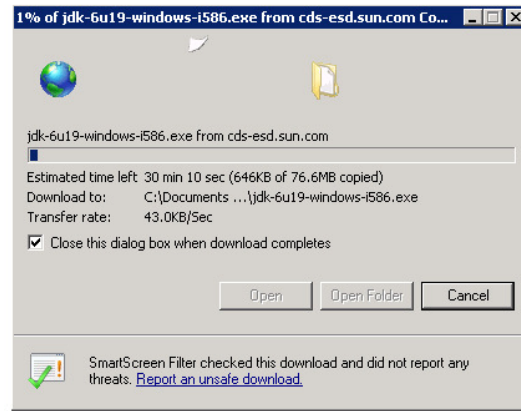 1% of jdk-6u19-windows-i586.exe from cds-esd.sun.com Co...
jdk-6u19-windows-i586.exe from cds-esd.sun.com
Estimated time left 30 min 10 sec (646KB of 76.6MB copied)
Download to: C:\Documents ...\jdk-6u19-windows-i586.exe
Transfer rate: 43.0KB/Sec
Close this dialog box when download completes
Open Open Folder Cancel
SmartScreen Filter checked this download and did not report any
threats. Report an unsafe download.